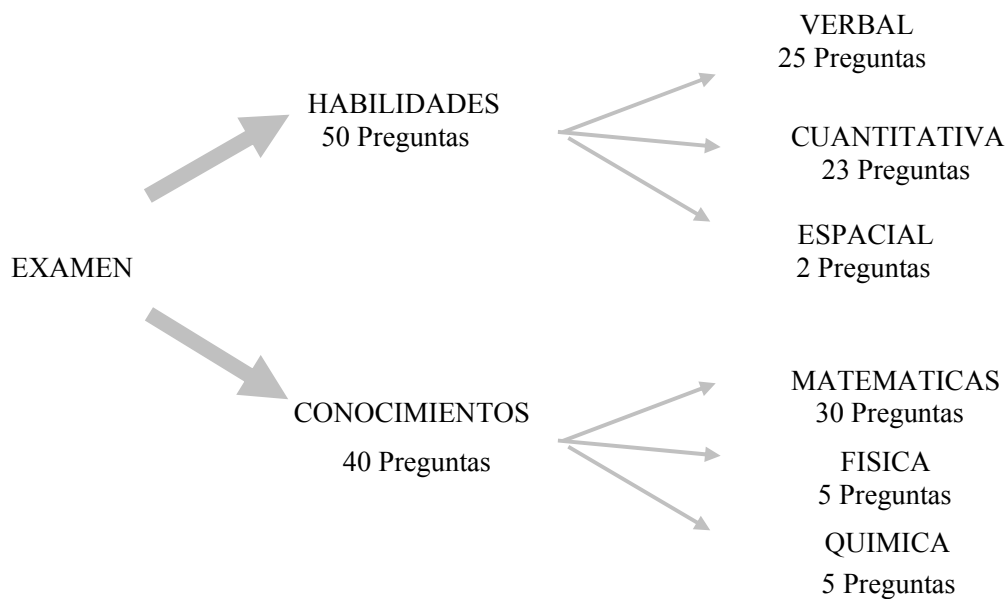 EXAMEN
HABILIDADES
50 Preguntas
VERBAL
25 Preguntas
CUANTITATIVA
23 Preguntas
ESPACIAL
2 Preguntas
CONOCIMIENTOS
40 Preguntas
MATEMATICAS
30 Preguntas
FISICA
5 Preguntas
QUIMICA
5 Preguntas